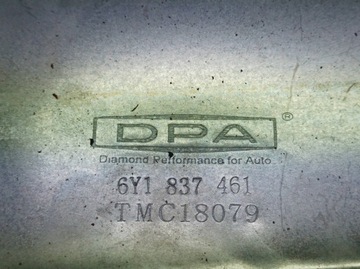 DPA®
Diamond Performance for Auto
6Y1 837 461
TMC18079